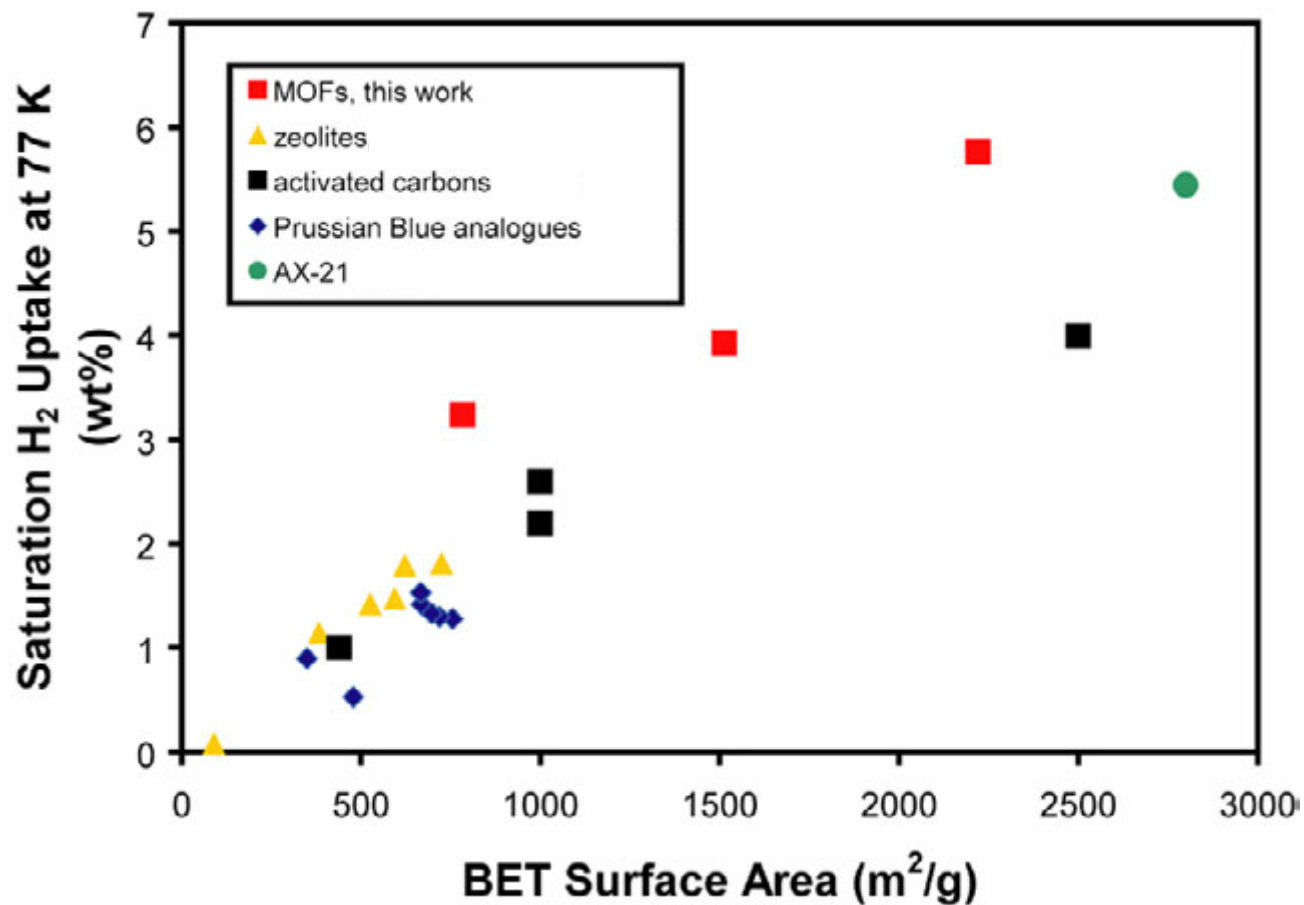 Saturation H₂ Uptake at 77 K
(wt%)
7
6
5
4
3
2
1
0
MOFs, this work
zeolites
activated carbons
Prussian Blue analogues
AX-21
0 500 1000 1500 2000 2500 3000
BET Surface Area (m²/g)